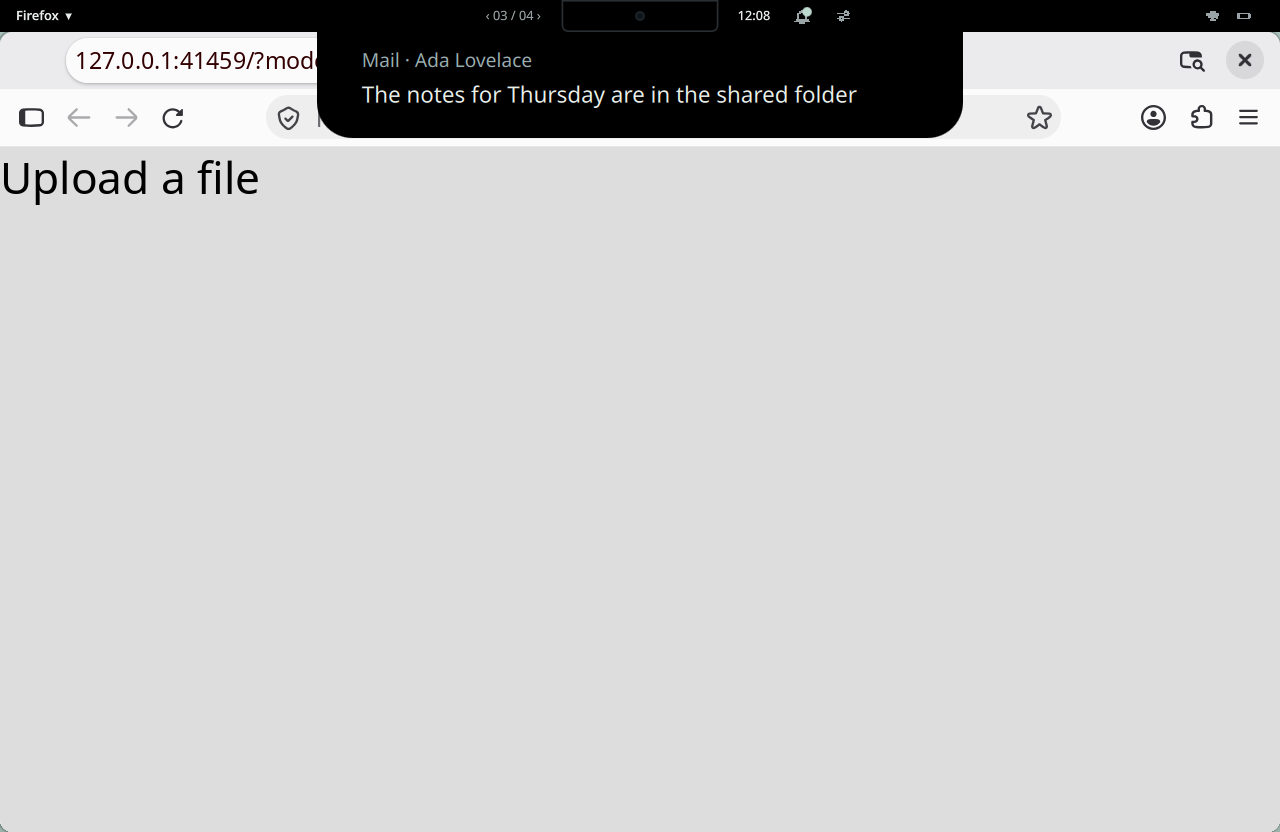 Firefox ▾
‹ 03 / 04 ›
12:08
127.0.0.1:41459/?mod
Mail · Ada Lovelace
The notes for Thursday are in the shared folder
Upload a file